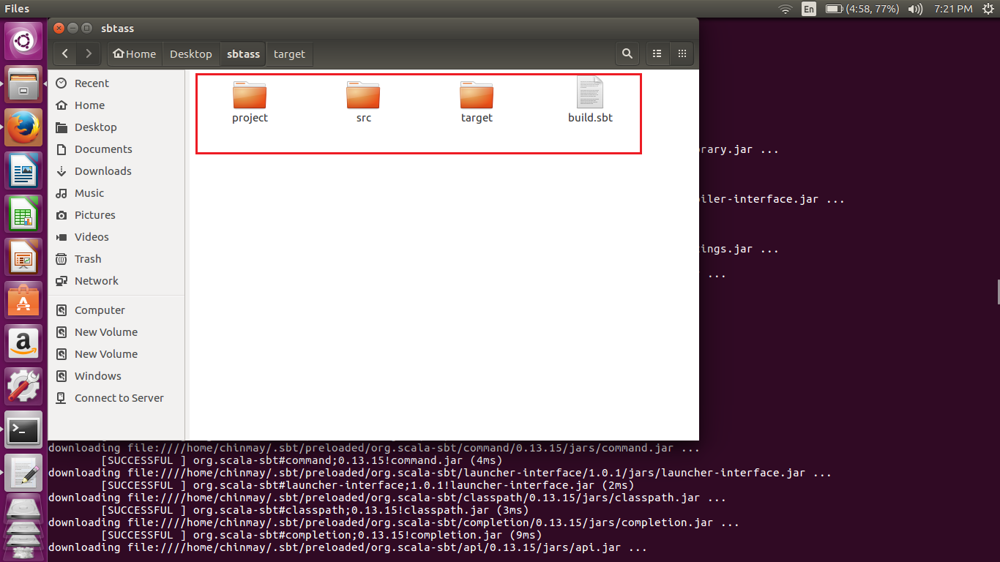 Files
En
(4:58, 77%)
7:21 PM
sbtass
Home
Desktop
sbtass
target
Recent
Home
Desktop
Documents
Downloads
Music
Pictures
Videos
Trash
Network
Computer
New Volume
New Volume
Windows
Connect to Server
project
src
target
build.sbt
rary.jar ...
iler-interface.jar ...
ings.jar ...
...
downloading file:////home/chinmay/.sbt/preloaded/org.scala-sbt/command/0.13.15/jars/command.jar ...
[SUCCESSFUL ] org.scala-sbt#command;0.13.15!command.jar (4ms)
downloading file:////home/chinmay/.sbt/preloaded/org.scala-sbt/launcher-interface/1.0.1/jars/launcher-interface.jar ...
[SUCCESSFUL ] org.scala-sbt#launcher-interface;1.0.1!launcher-interface.jar (2ms)
downloading file:////home/chinmay/.sbt/preloaded/org.scala-sbt/classpath/0.13.15/jars/classpath.jar ...
[SUCCESSFUL ] org.scala-sbt#classpath;0.13.15!classpath.jar (3ms)
downloading file:////home/chinmay/.sbt/preloaded/org.scala-sbt/completion/0.13.15/jars/completion.jar ...
[SUCCESSFUL ] org.scala-sbt#completion;0.13.15!completion.jar (9ms)
downloading file:////home/chinmay/.sbt/preloaded/org.scala-sbt/api/0.13.15/jars/api.jar ...